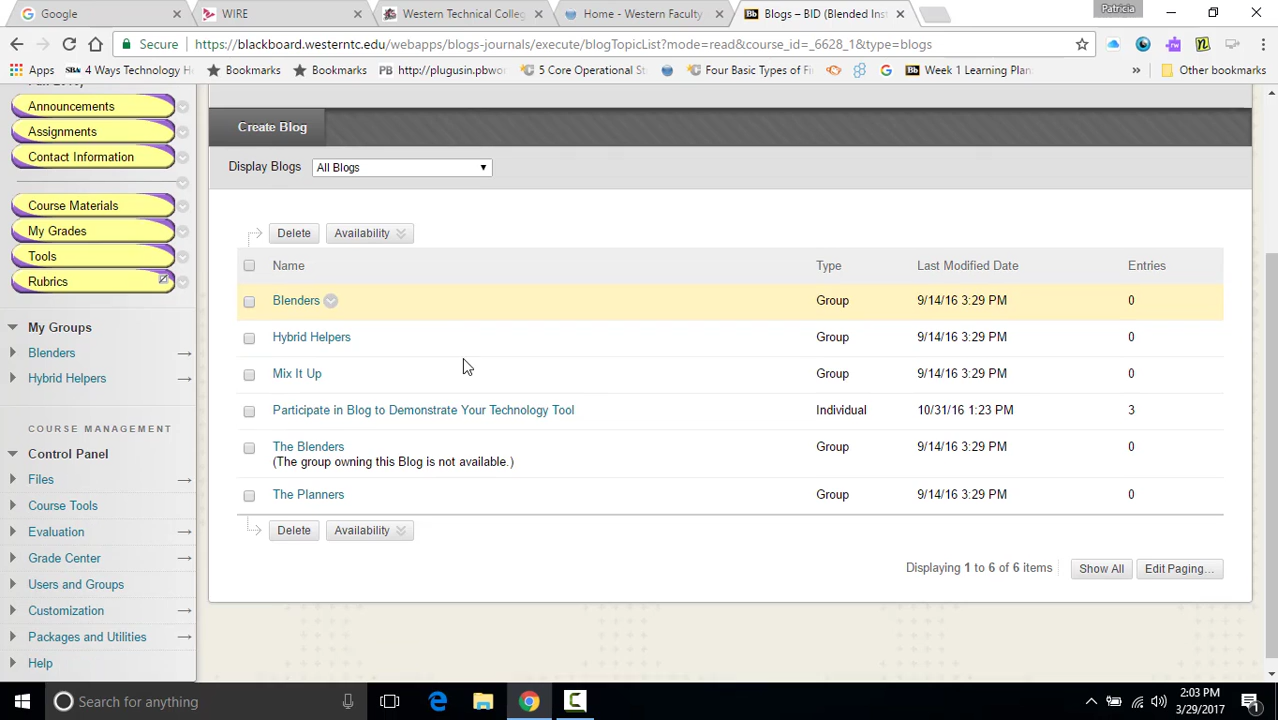 Google
WIRE
Western Technical Colleg
Home - Western Faculty
Bb Blogs – BID (Blended Inst
Patricia
Secure
https://blackboard.westerntc.edu/webapps/blogs-journals/execute/blogTopicList?mode=read&course_id=_6628_1&type=blogs
Apps
4 Ways Technology H
Bookmarks
Bookmarks
PB http://plugusin.pbwor
5 Core Operational St
Four Basic Types of Fi
Bb Week 1 Learning Plan
»
Other bookmarks
Announcements
Assignments
Contact Information
Course Materials
My Grades
Tools
Rubrics
My Groups
Blenders
Hybrid Helpers
COURSE MANAGEMENT
Control Panel
Files
Course Tools
Evaluation
Grade Center
Users and Groups
Customization
Packages and Utilities
Help
Create Blog
Display Blogs All Blogs
Delete Availability
Name Type Last Modified Date Entries
Blenders Group 9/14/16 3:29 PM 0
Hybrid Helpers Group 9/14/16 3:29 PM 0
Mix It Up Group 9/14/16 3:29 PM 0
Participate in Blog to Demonstrate Your Technology Tool Individual 10/31/16 1:23 PM 3
The Blenders Group 9/14/16 3:29 PM 0
(The group owning this Blog is not available.)
The Planners Group 9/14/16 3:29 PM 0
Delete Availability
Displaying 1 to 6 of 6 items Show All Edit Paging...
Search for anything
2:03 PM
3/29/2017